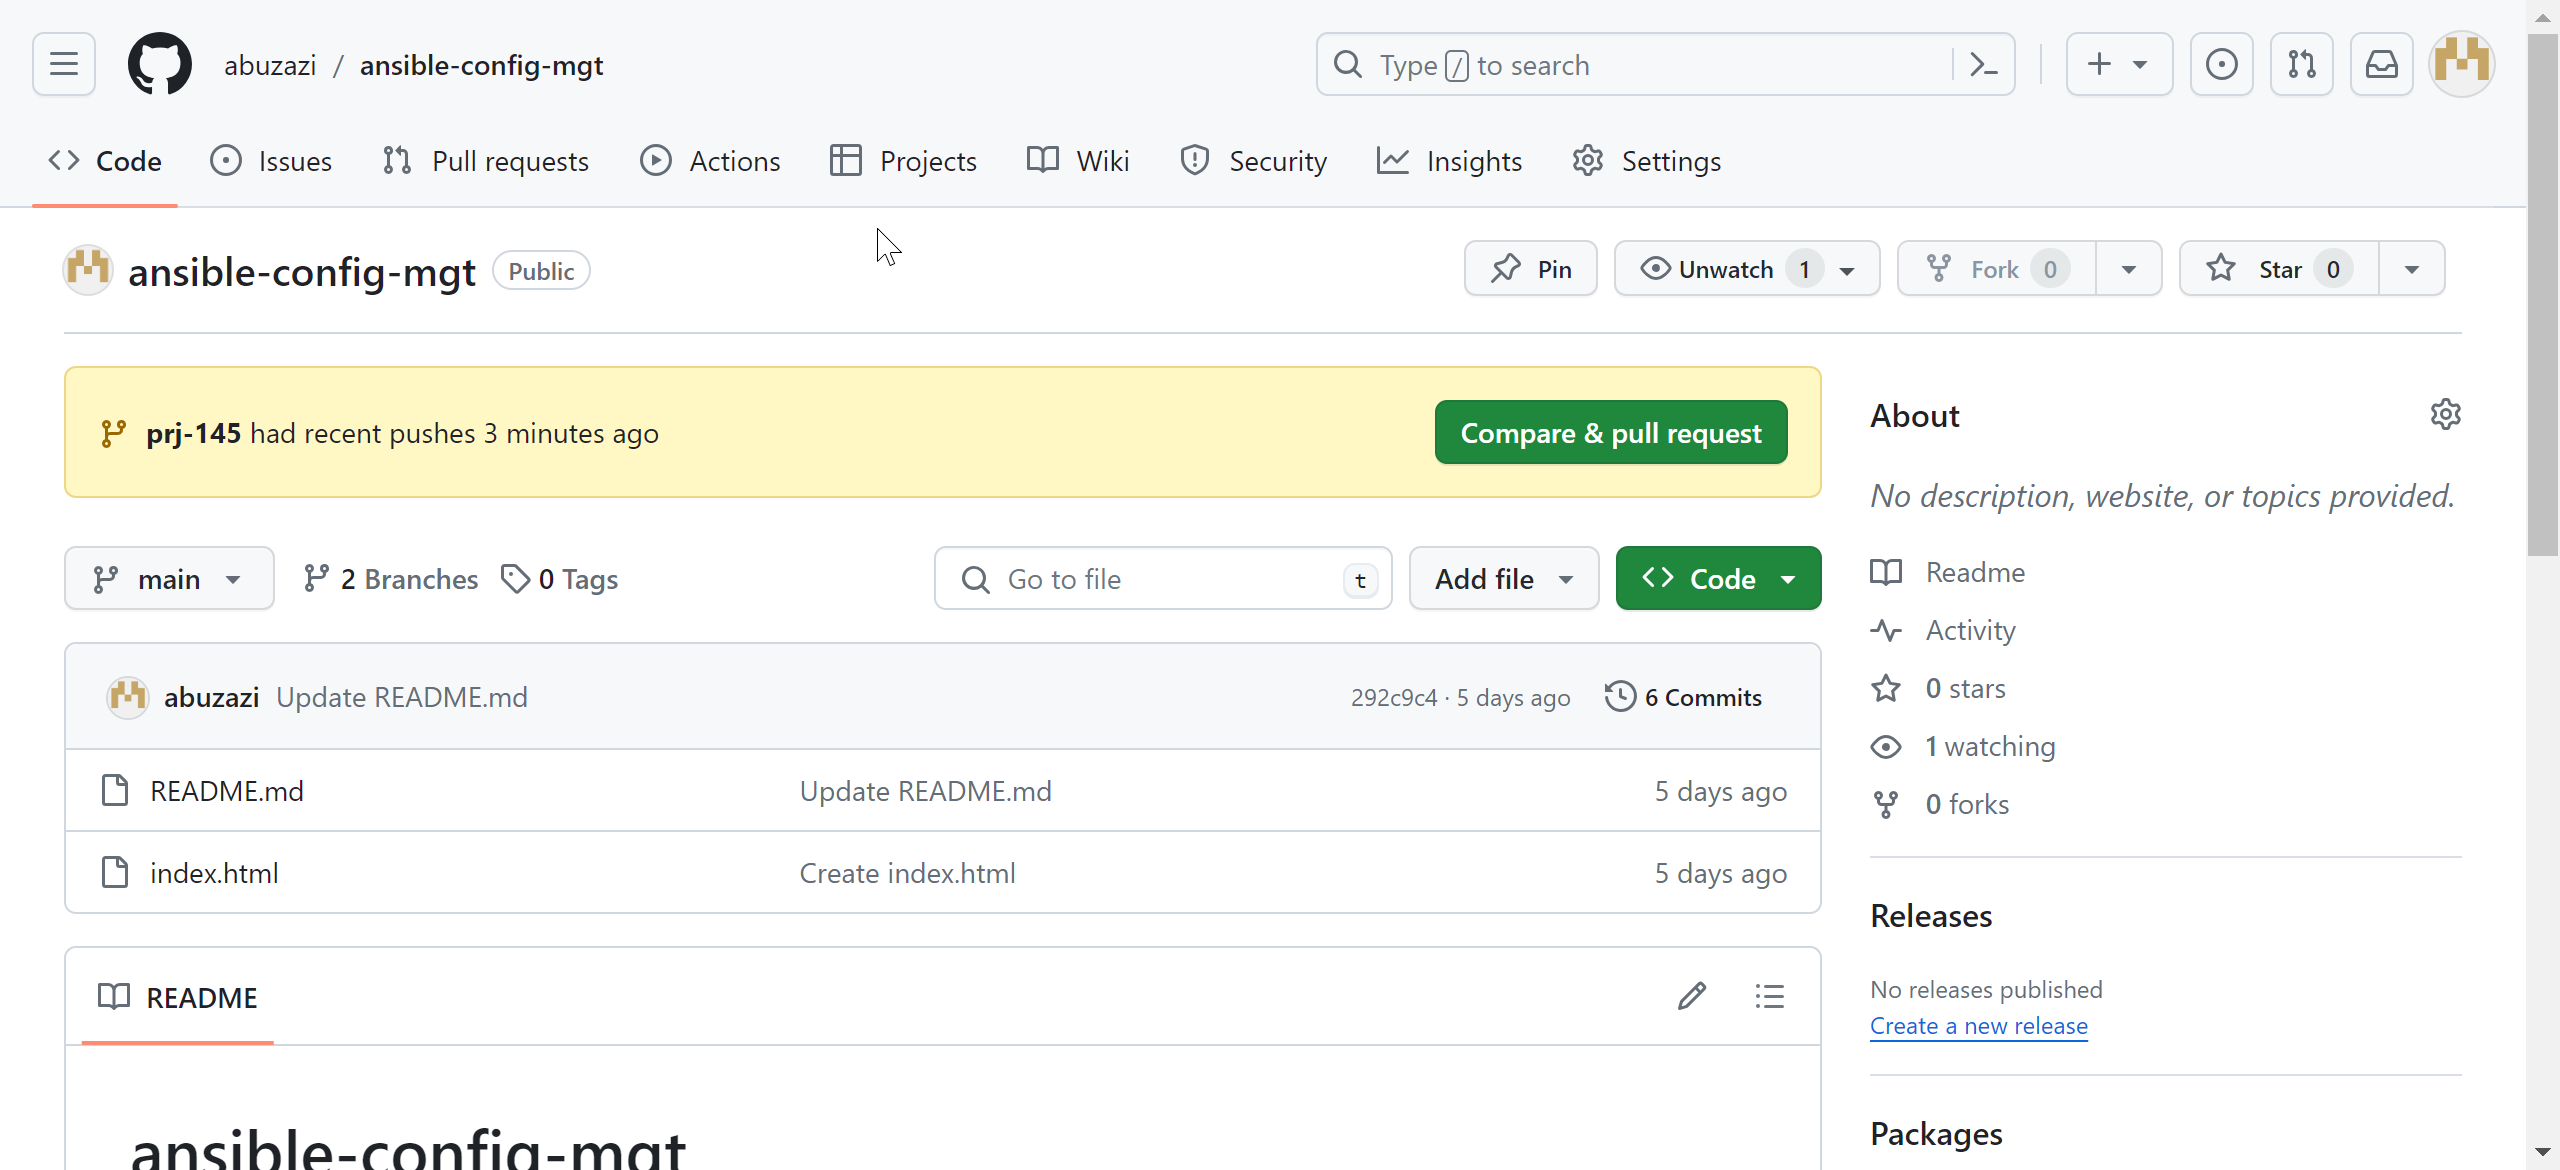 abuzazi / ansible-config-mgt
Type / to search
Code Issues Pull requests Actions Projects Wiki Security Insights Settings
ansible-config-mgt Public
Pin Unwatch 1 Fork 0 Star 0
prj-145 had recent pushes 3 minutes ago
Compare & pull request
main 2 Branches 0 Tags
Go to file t Add file Code
abuzazi Update README.md 292c9c4 · 5 days ago 6 Commits
README.md Update README.md 5 days ago
index.html Create index.html 5 days ago
README
ansible-config-mgt
About
No description, website, or topics provided.
Readme
Activity
0 stars
1 watching
0 forks
Releases
No releases published
Create a new release
Packages